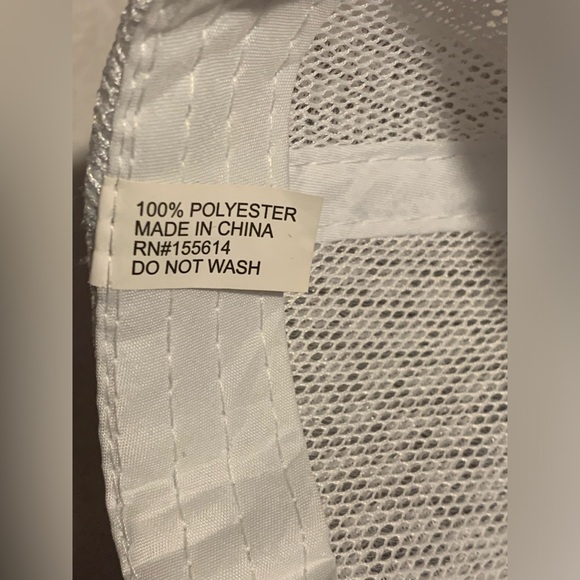 100% POLYESTER
MADE IN CHINA
RN#155614
DO NOT WASH